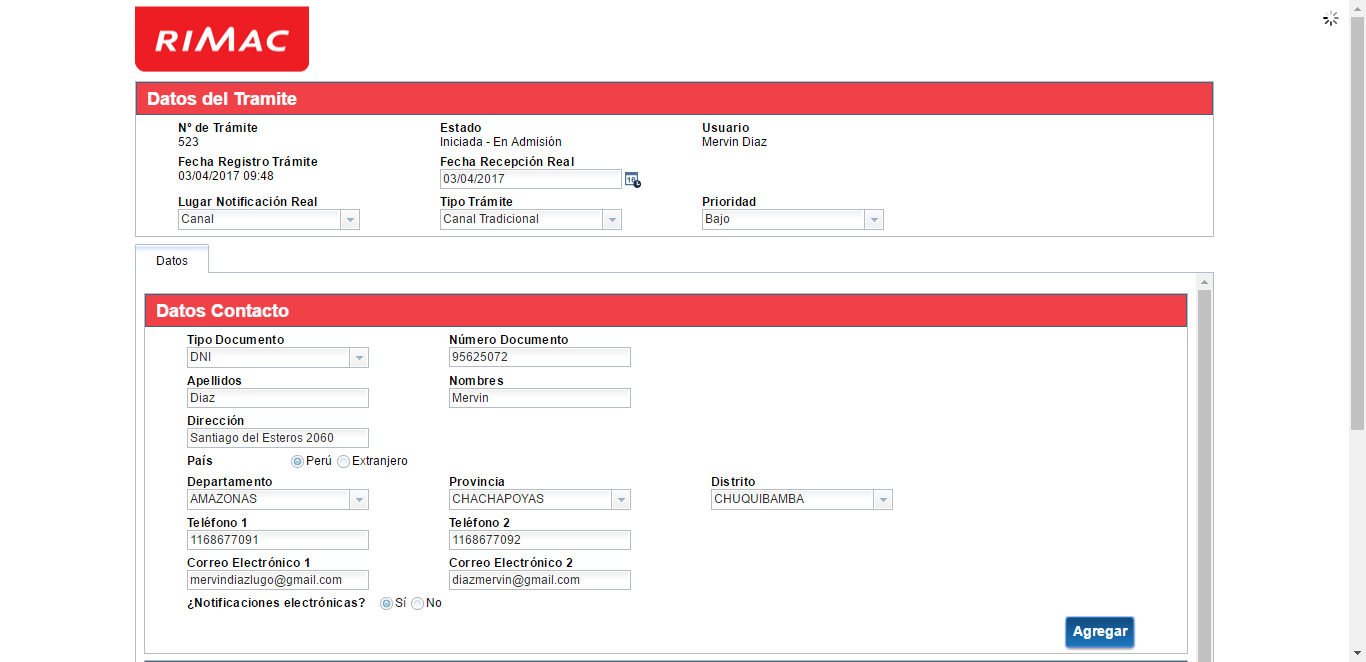 RIMAC
Datos del Tramite
N° de Trámite Estado Usuario
523 Iniciada - En Admisión Mervin Diaz
Fecha Registro Trámite Fecha Recepción Real
03/04/2017 09:48 03/04/2017
Lugar Notificación Real Tipo Trámite Prioridad
Canal Canal Tradicional Bajo
Datos
Datos Contacto
Tipo Documento Número Documento
DNI 95625072
Apellidos Nombres
Diaz Mervin
Dirección
Santiago del Esteros 2060
País Perú Extranjero
Departamento Provincia Distrito
AMAZONAS CHACHAPOYAS CHUQUIBAMBA
Teléfono 1 Teléfono 2
1168677091 1168677092
Correo Electrónico 1 Correo Electrónico 2
mervindiazlugo@gmail.com diazmervin@gmail.com
¿Notificaciones electrónicas? Sí No
Agregar